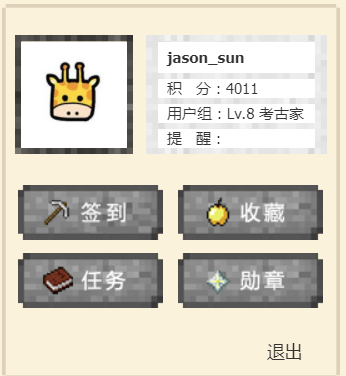 jason_sun
积 分：4011
用户组：Lv.8 考古家
提 醒：
签到
收藏
任务
勋章
退出